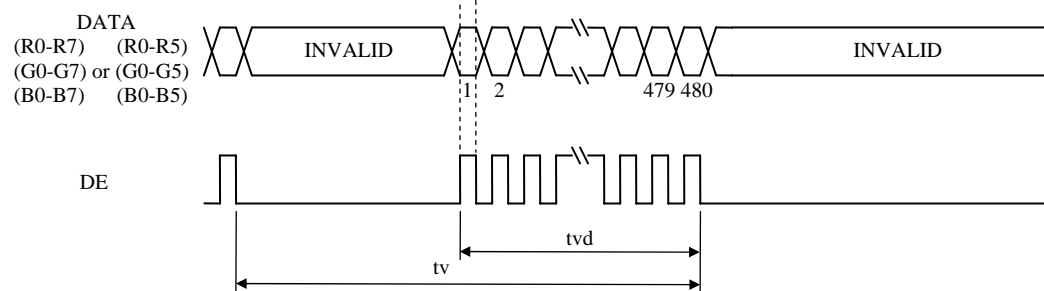 DATA
(R0-R7) (R0-R5)
(G0-G7) or (G0-G5)
(B0-B7) (B0-B5)
INVALID
INVALID
1 2 479 480
DE
tvd
tv